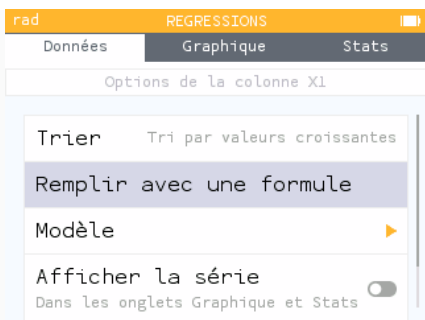 rad REGRESSIONS
Données Graphique Stats
Options de la colonne X1
Trier Tri par valeurs croissantes
Remplir avec une formule
Modèle
Afficher la série
Dans les onglets Graphique et Stats